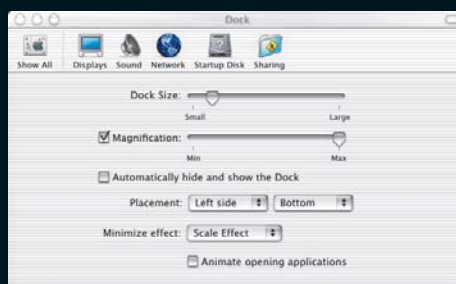 Dock
Show All Displays Sound Network Startup Disk Sharing
Dock Size:
Small Large
Magnification:
Min Max
Automatically hide and show the Dock
Placement: Left side Bottom
Minimize effect: Scale Effect
Animate opening applications